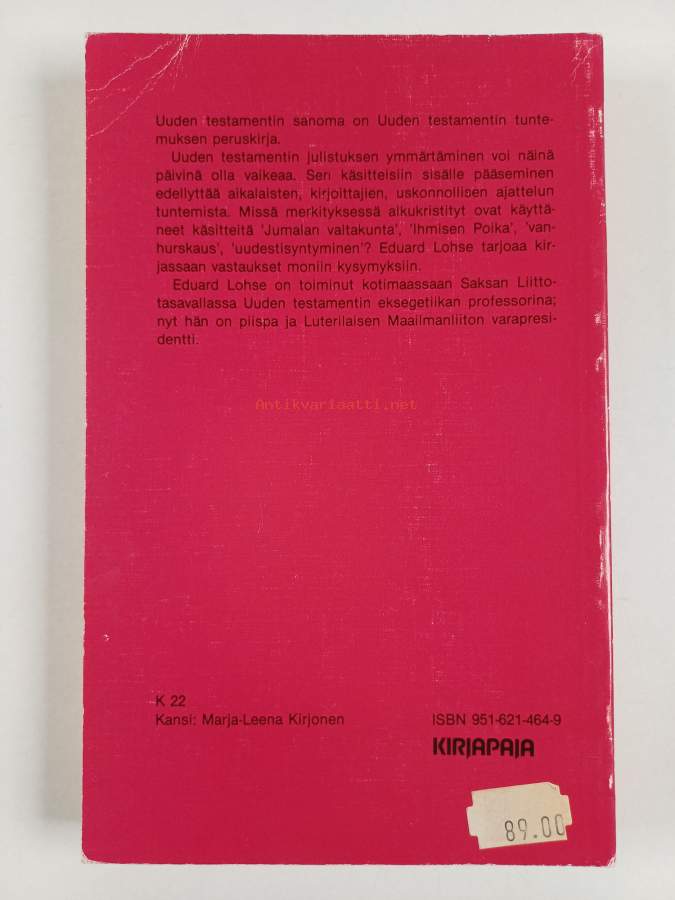 Uuden testamentin sanoma on Uuden testamentin tunte-
muksen peruskirja.
Uuden testamentin julistuksen ymmärtäminen voi näinä
päivinä olla vaikeaa. Sen käsitteisiin sisälle pääseminen
edellyttää aikalaisten, kirjoittajien, uskonnollisen ajattelun
tuntemista. Missä merkityksessä alkukristityt ovat käyttä-
neet käsitteitä 'Jumalan valtakunta', 'Ihmisen Poika', 'van-
hurskaus', 'uudestisyntyminen'? Eduard Lohse tarjoaa kir-
jassaan vastaukset moniin kysymyksiin.
Eduard Lohse on toiminut kotimaassaan Saksan Liitto-
tasavallassa Uuden testamentin eksegetiikan professorina;
nyt hän on piispa ja Luterilaisen Maailmanliiton varapresi-
dentti.
Antikvariaatti.net
K 22
Kansi: Marja-Leena Kirjonen
ISBN 951-621-464-9
KIRJAPAJA
89.00